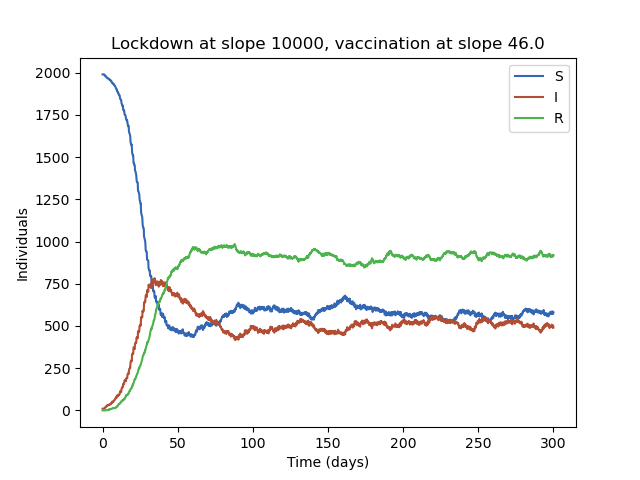 Lockdown at slope 10000, vaccination at slope 46.0
S
I
R
Individuals
2000
1750
1500
1250
1000
750
500
250
0
0 50 100 150 200 250 300
Time (days)